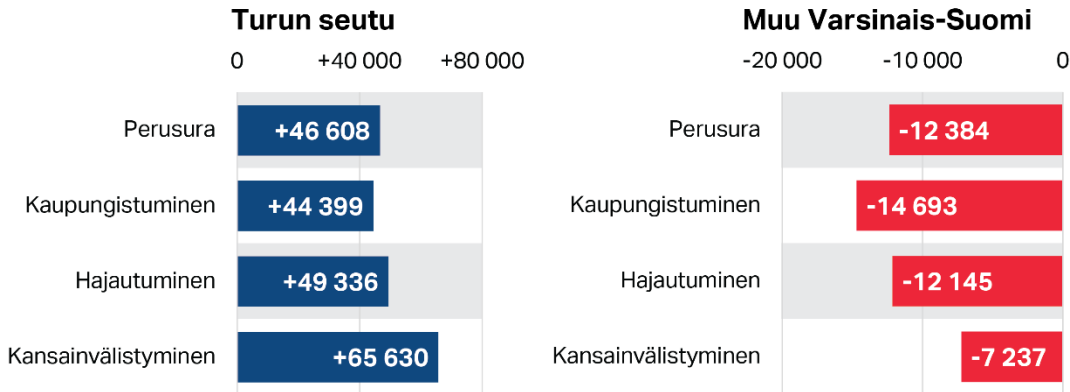 Turun seutu
0 +40 000 +80 000
Perusura +46 608
Kaupungistuminen +44 399
Hajautuminen +49 336
Kansainvälistyminen +65 630
Muu Varsinais-Suomi
-20 000 -10 000 0
Perusura -12 384
Kaupungistuminen -14 693
Hajautuminen -12 145
Kansainvälistyminen -7 237